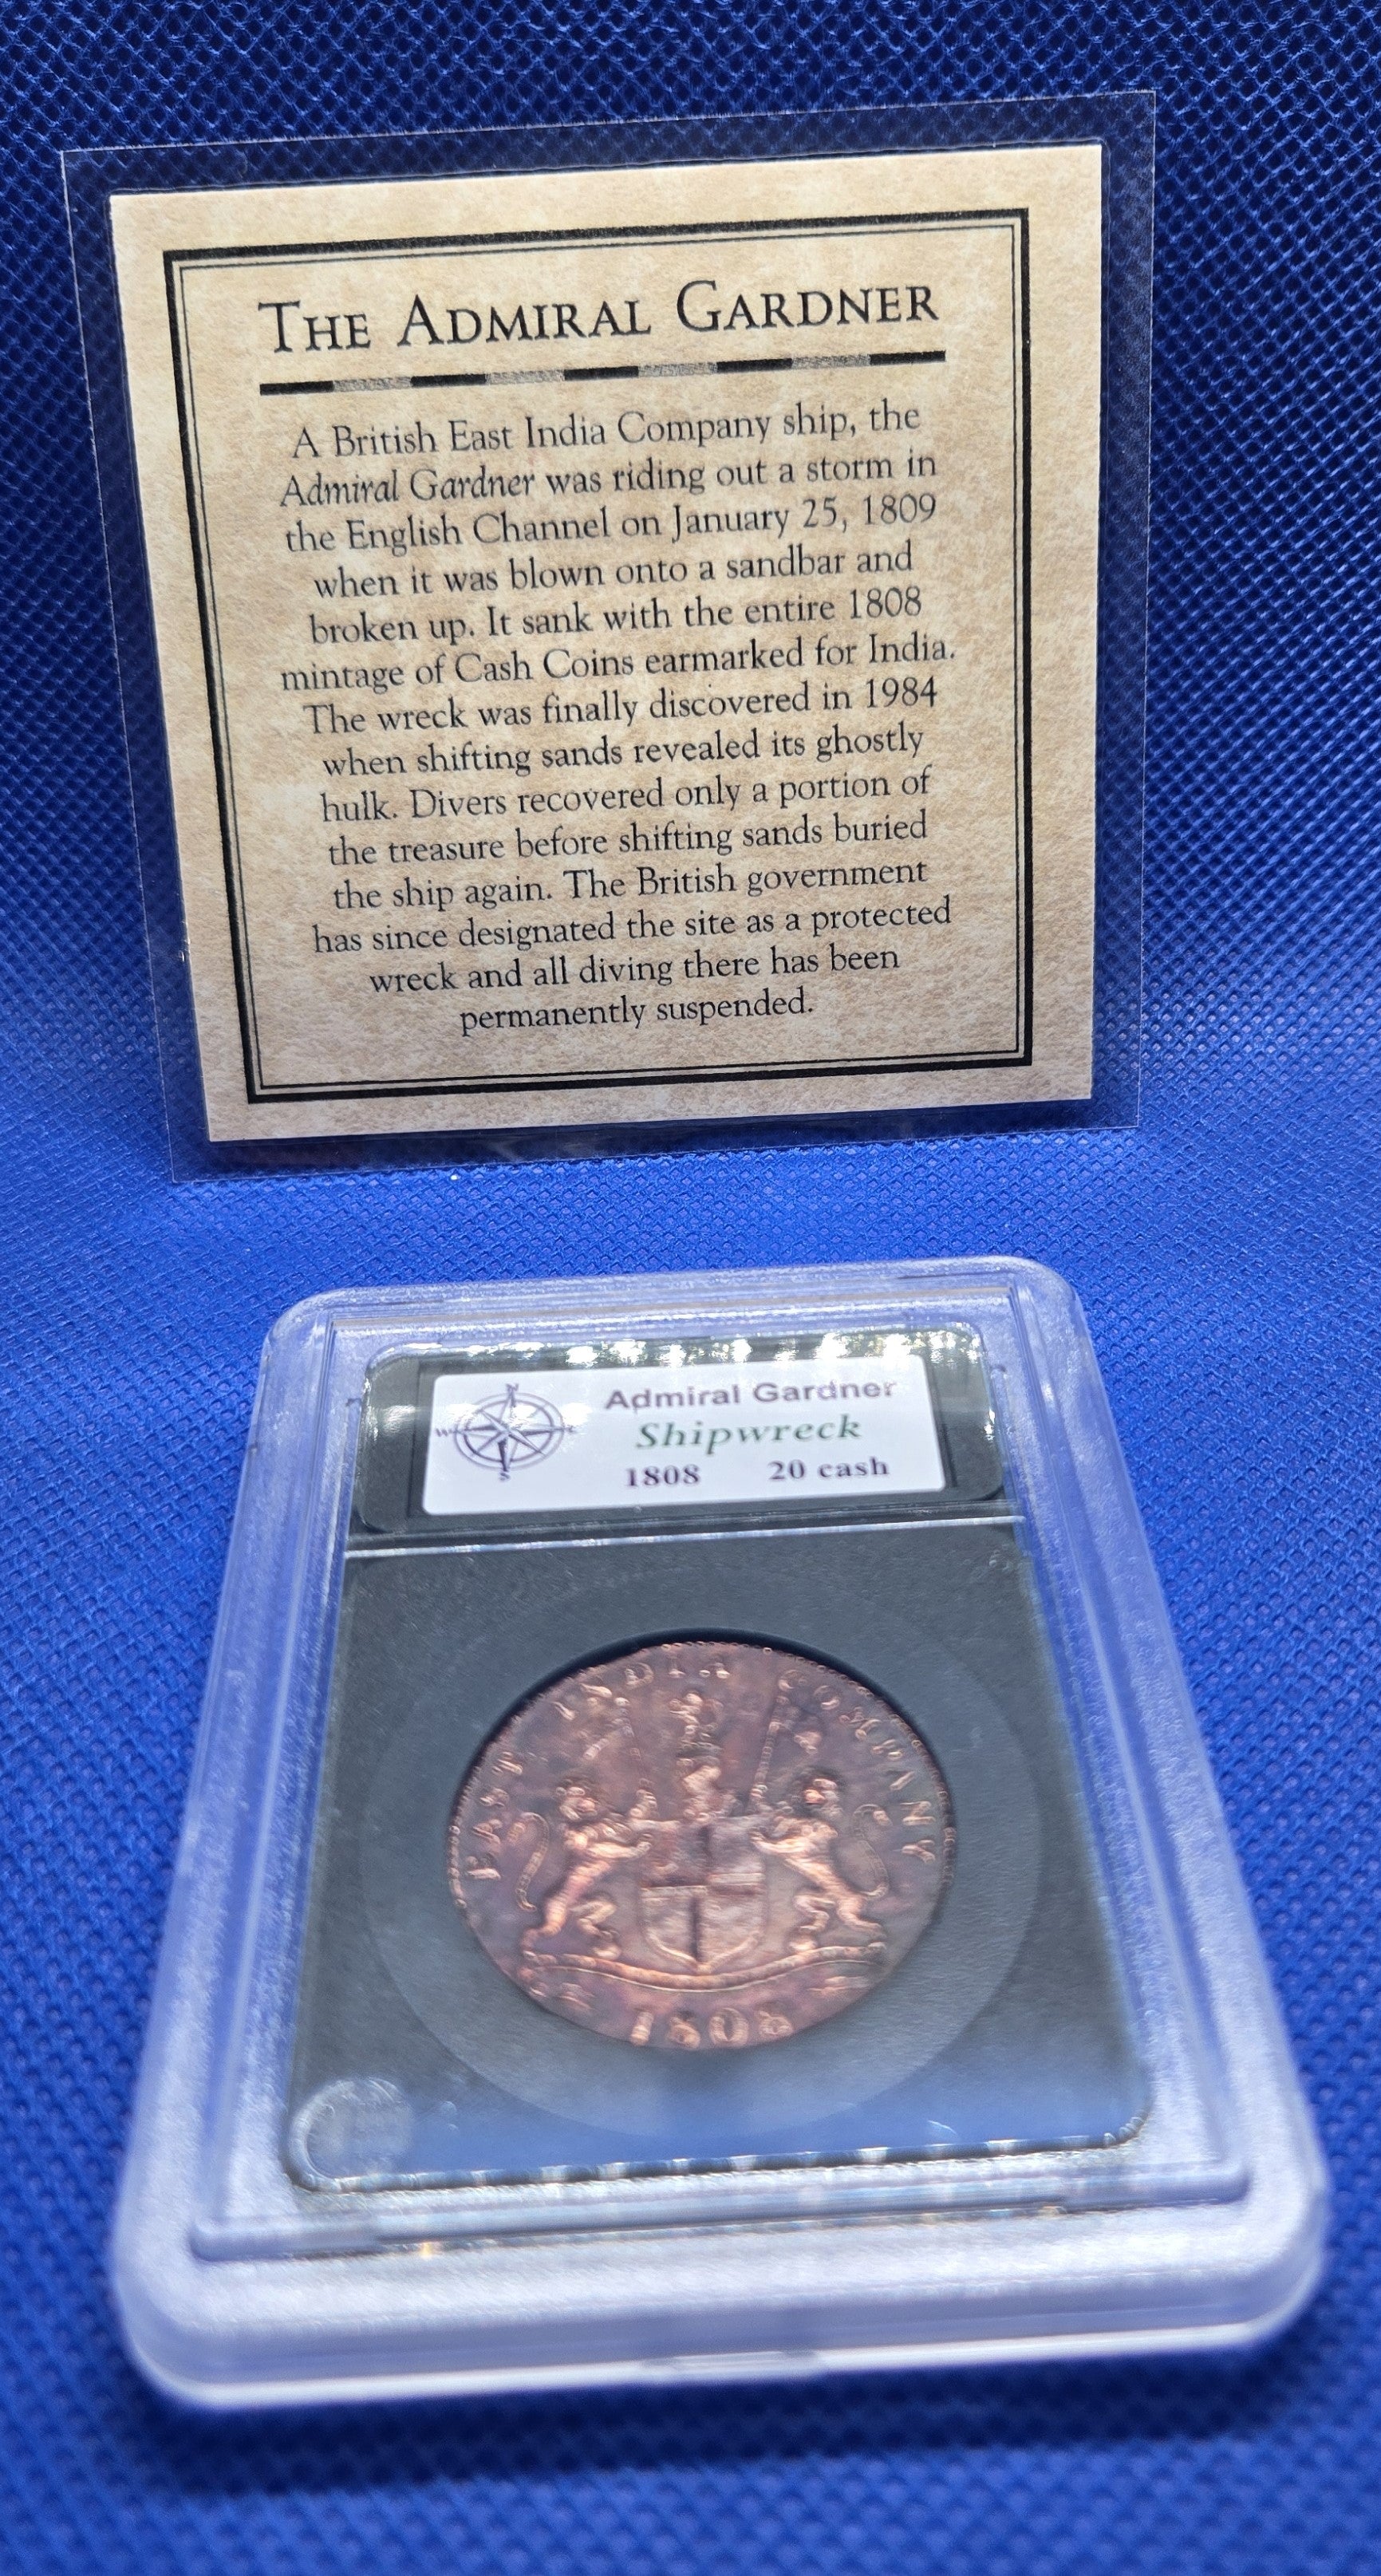 THE ADMIRAL GARDNER
A British East India Company ship, the
Admiral Gardner was riding out a storm in
the English Channel on January 25, 1809
when it was blown onto a sandbar and
broken up. It sank with the entire 1808
mintage of Cash Coins earmarked for India.
The wreck was finally discovered in 1984
when shifting sands revealed its ghostly
hulk. Divers recovered only a portion of
the treasure before shifting sands buried
the ship again. The British government
has since designated the site as a protected
wreck and all diving there has been
permanently suspended.
N
W
S
Admiral Gardner
Shipwreck
1808 20 cash
EAST INDIA COMPANY
1808